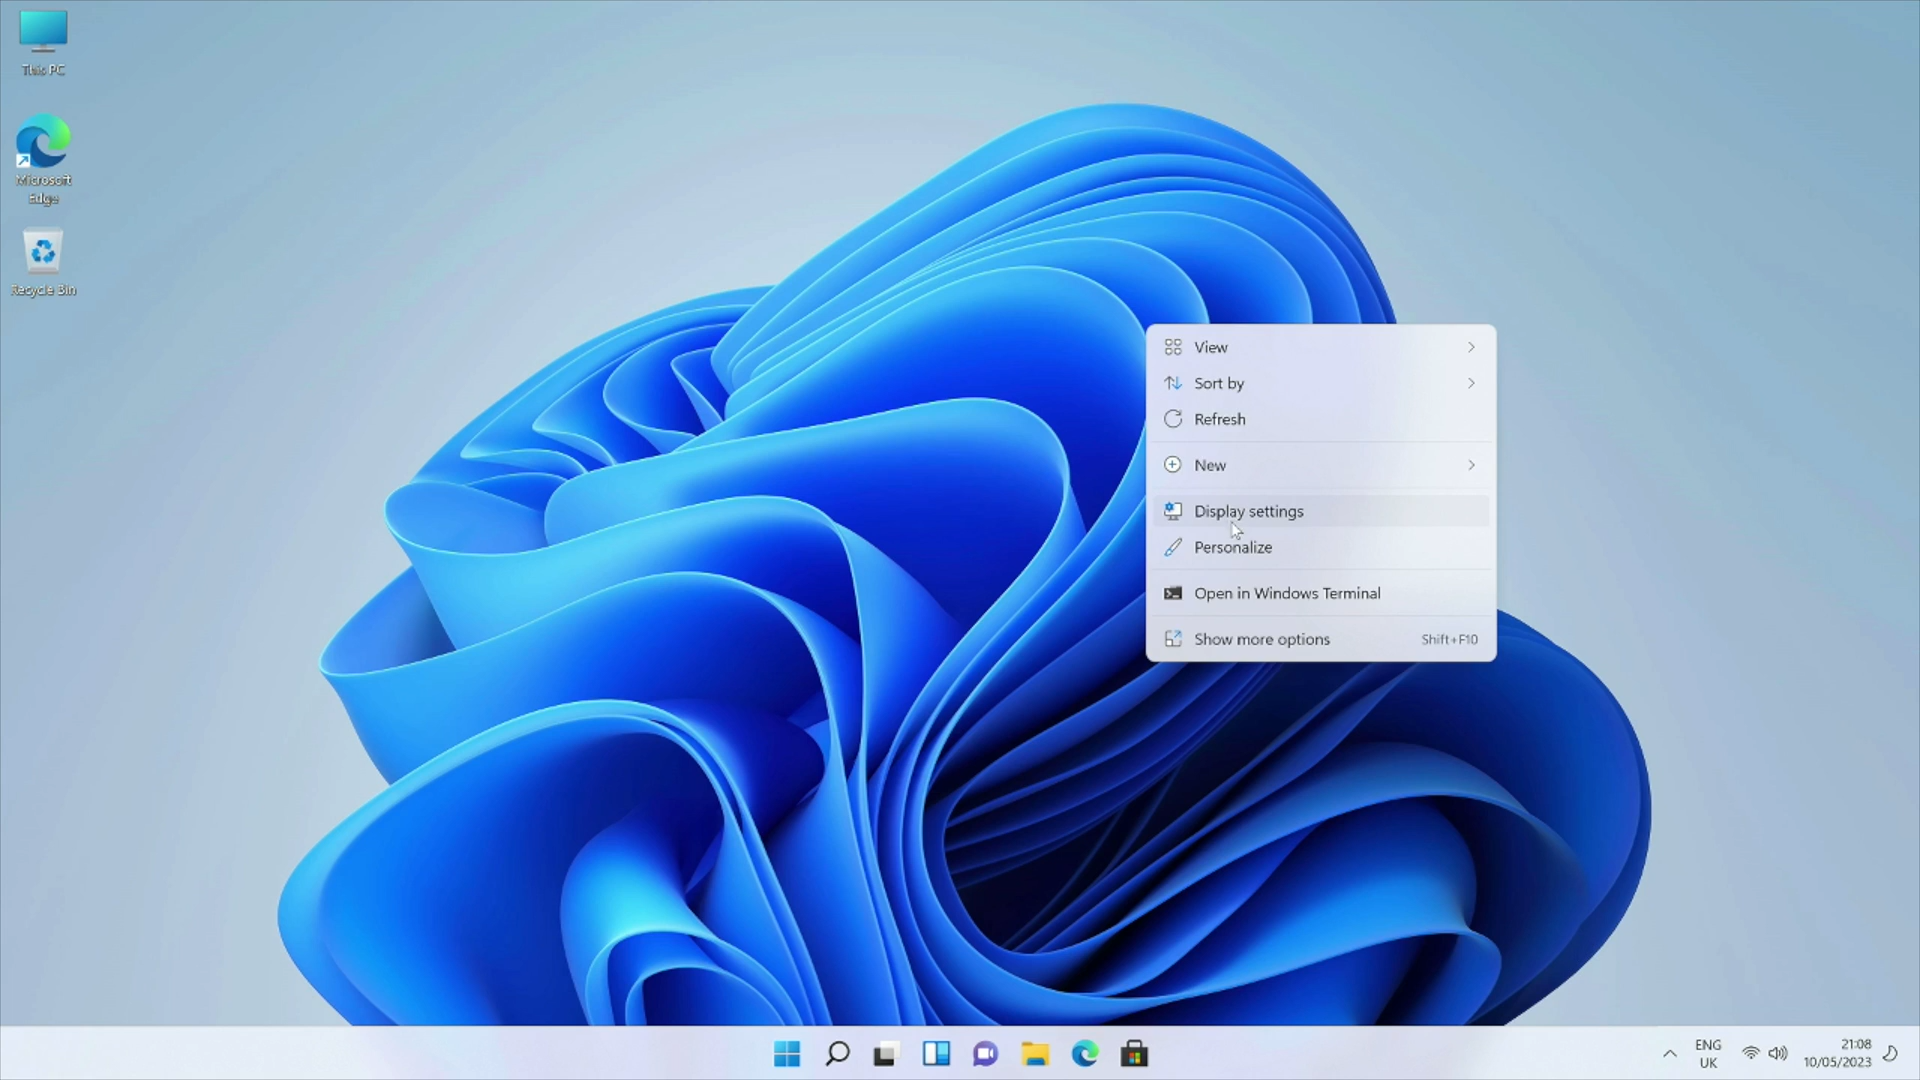 This PC
Microsoft
Edge
Recycle Bin
View
Sort by
Refresh
New
Display settings
Personalize
Open in Windows Terminal
Show more options Shift+F10
ENG
UK
21:08
10/05/2023